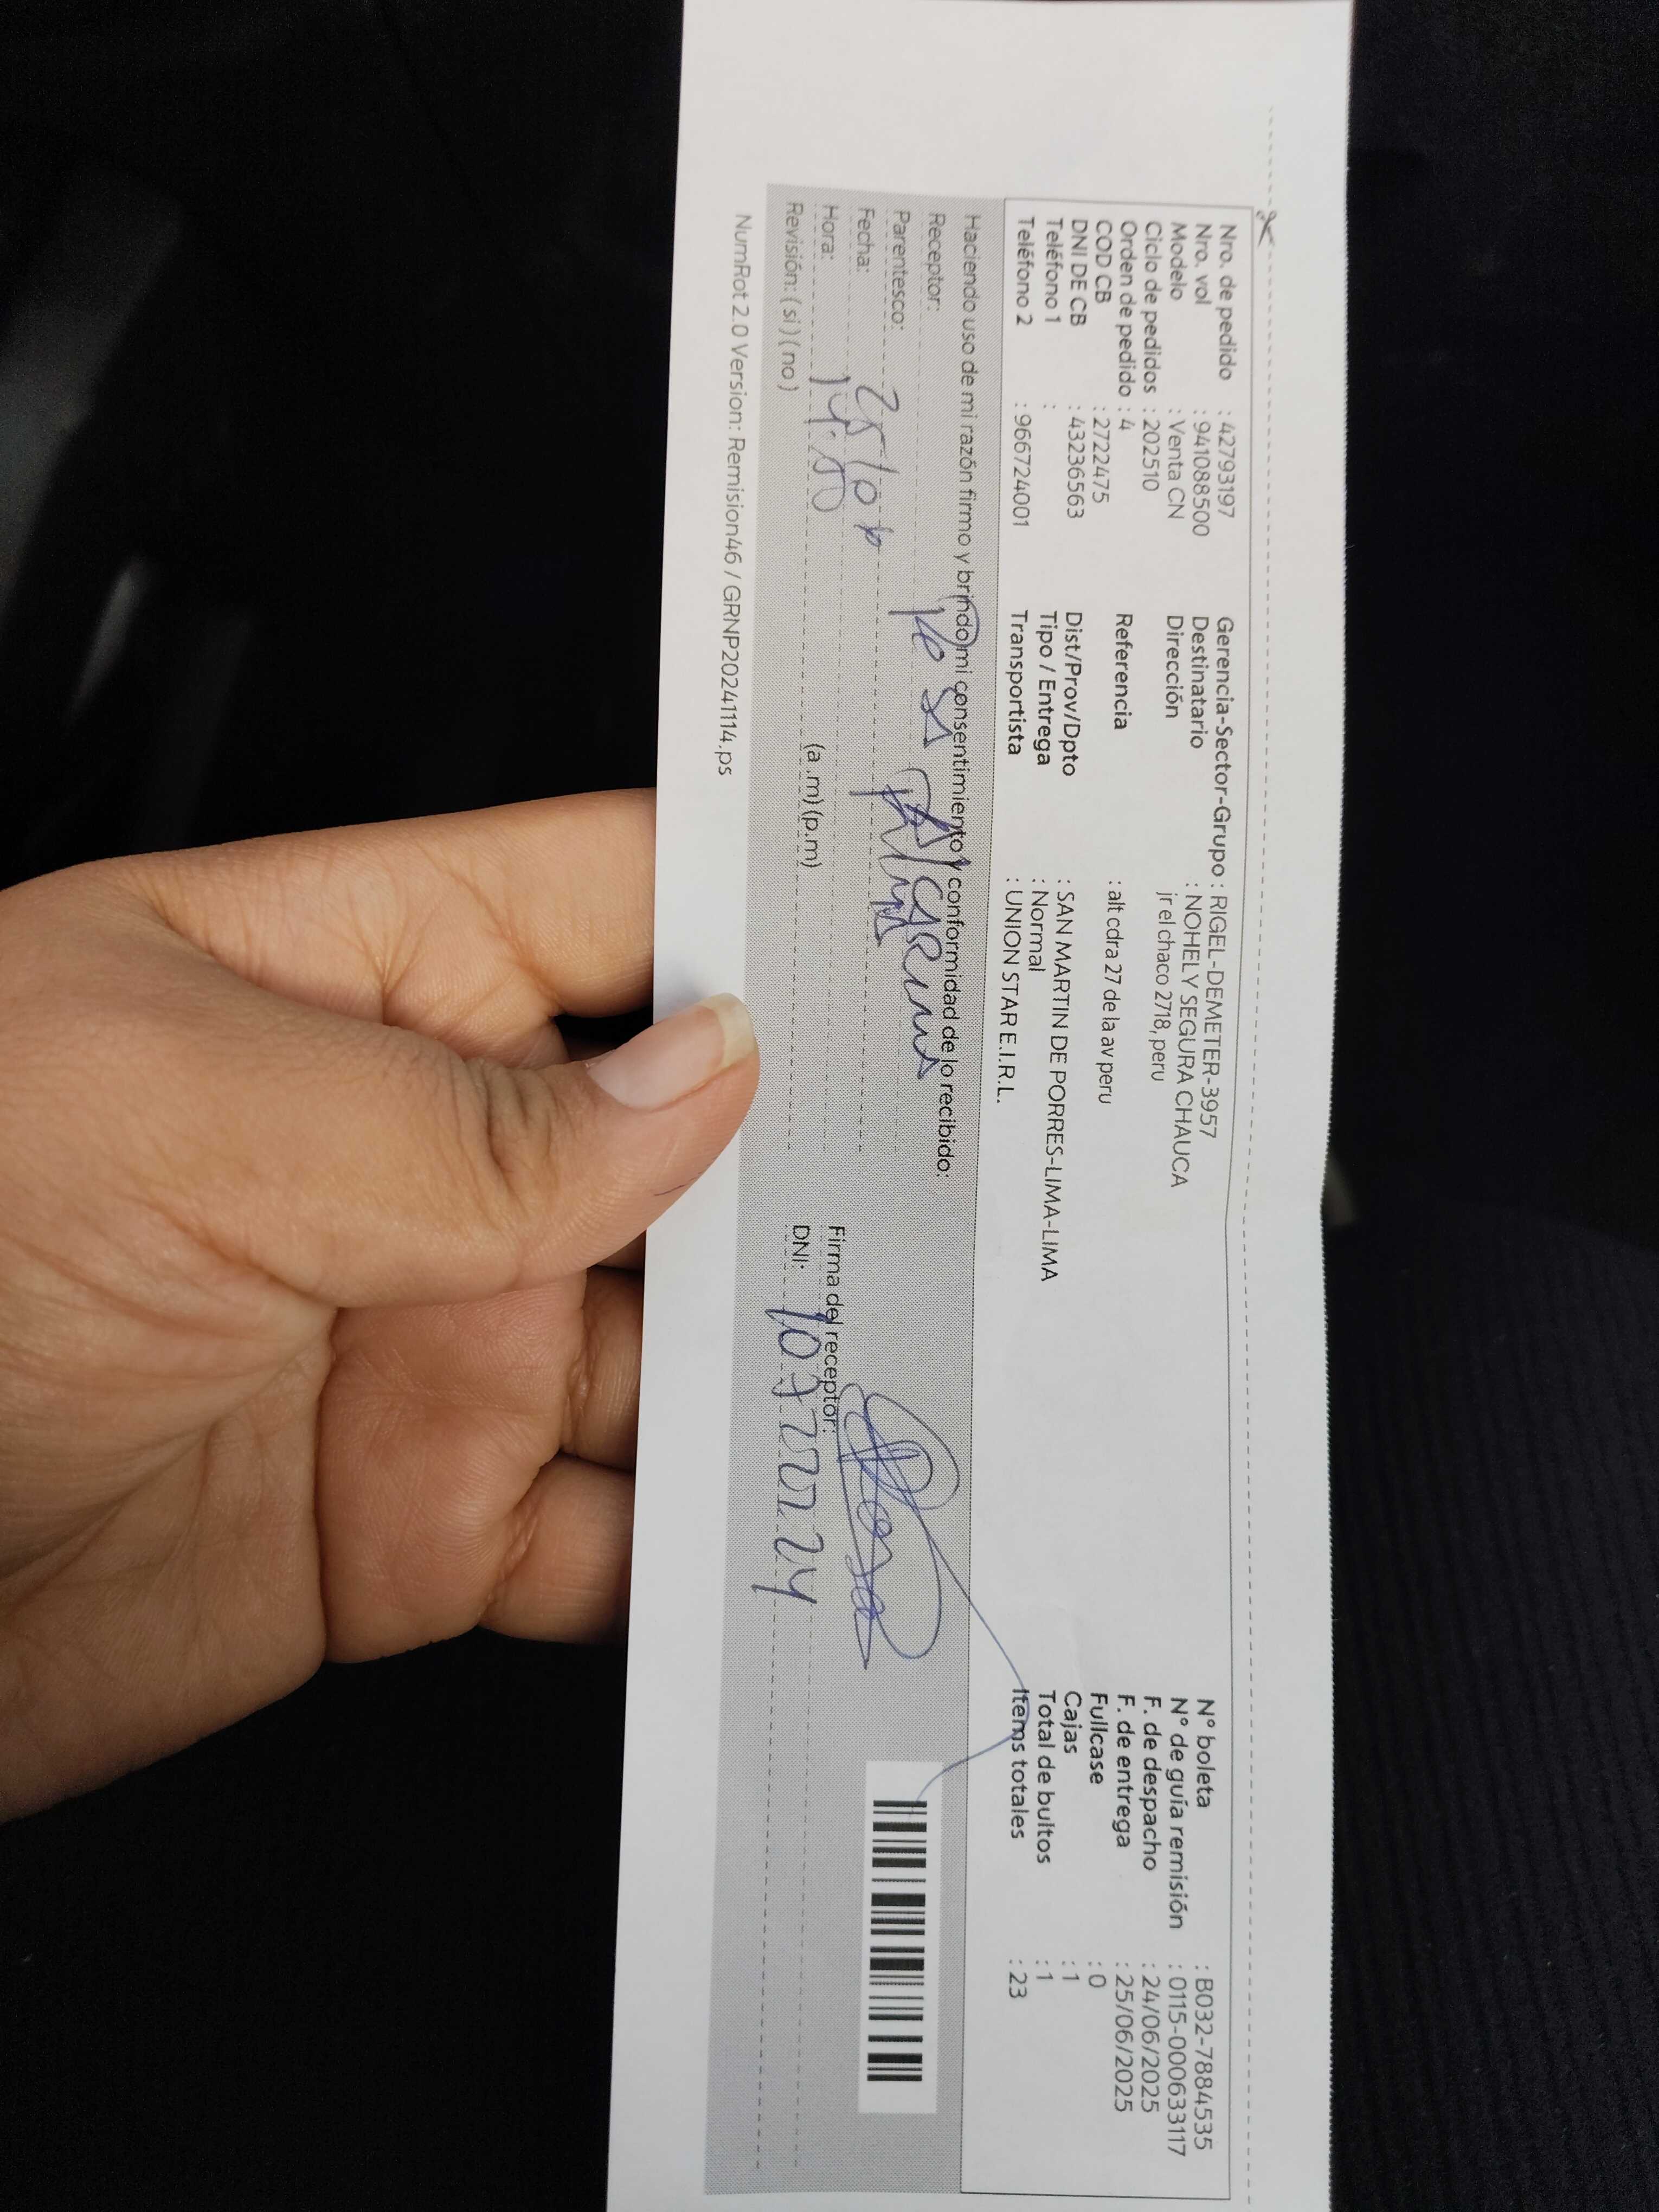 Nro. de pedido : 42793197
Nro. vol : 941088500
Modelo : Venta CN
Ciclo de pedidos : 202510
Orden de pedido : 4
COD CB : 2722475
DNI DE CB : 43236563
Teléfono 1 :
Teléfono 2 : 966724001
Gerencia-Sector-Grupo : RIGEL-DEMETER-3957
Destinatario : NOHELY SEGURA CHAUCA
Dirección jr el chaco 2718, peru
Referencia : alt cdra 27 de la av peru
Dist/Prov/Dpto : SAN MARTIN DE PORRES-LIMA-LIMA
Tipo / Entrega : Normal
Transportista : UNION STAR E.I.R.L.
N° boleta : B032-7884535
N° de guía remisión : 0115-000633117
F. de despacho : 24/06/2025
F. de entrega : 25/06/2025
Fullcase : 0
Cajas : 1
Total de bultos : 1
Items totales : 23
Haciendo uso de mi razón firmo y brindo mi consentimiento y conformidad de lo recibido:
Receptor:
Parentesco:
Fecha:
Hora: 14:50 (a.m) (p.m)
Revisión: ( si ) ( no )
Firma del receptor: Rosa
DNI: 10722224
NumRot 2.0 Version: Remision46 / GRNP20241114.ps